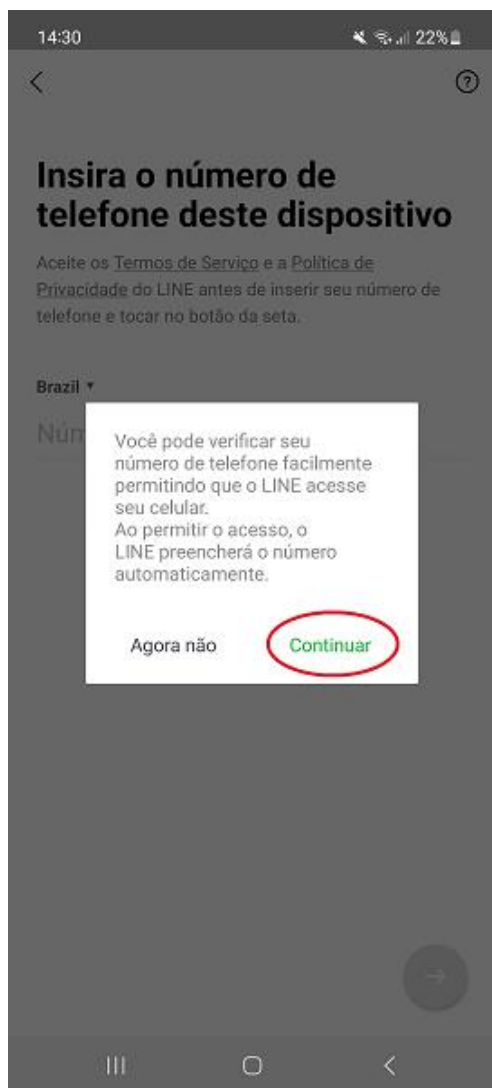 14:30
22%
Insira o número de
telefone deste dispositivo
Aceite os Termos de Serviço e a Política de
Privacidade do LINE antes de inserir seu número de
telefone e tocar no botão da seta.
Brazil
Núm
Você pode verificar seu
número de telefone facilmente
permitindo que o LINE acesse
seu celular.
Ao permitir o acesso, o
LINE preencherá o número
automaticamente.
Agora não
Continuar